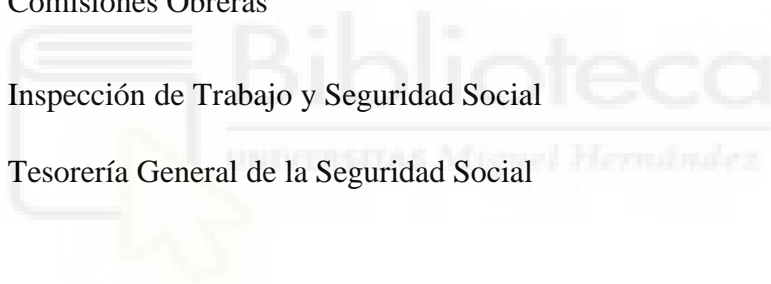 Comisiones Obreras
Biblioteca
Inspección de Trabajo y Seguridad Social
UNIVERSITAS Miguel Hernández
Tesorería General de la Seguridad Social